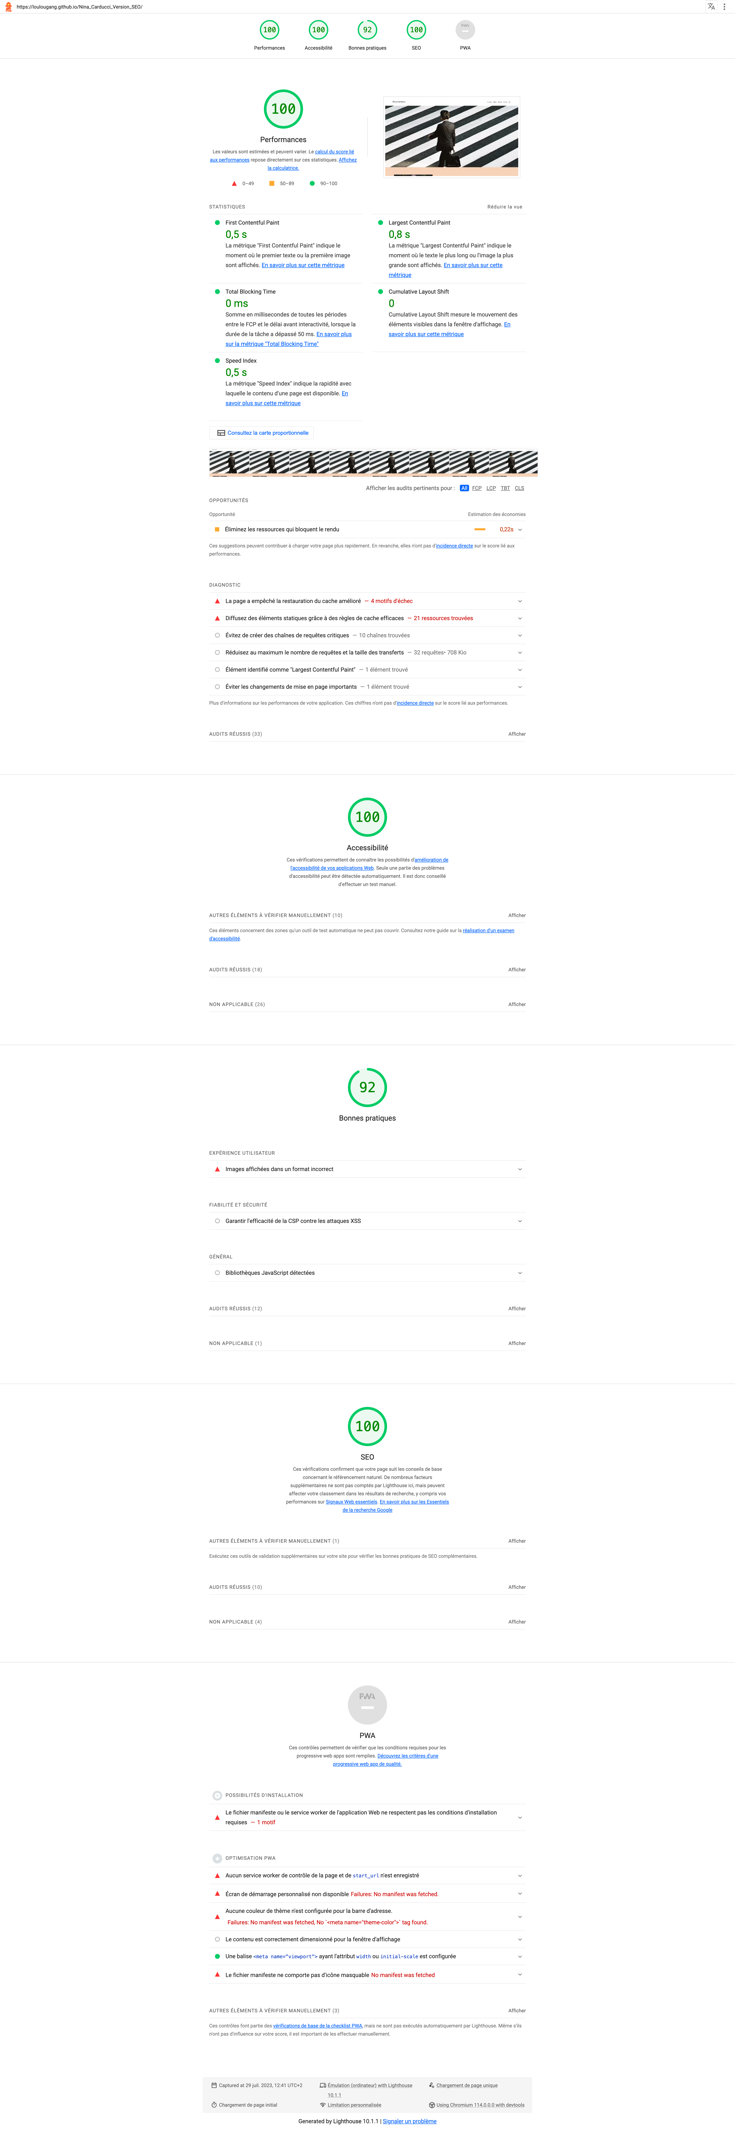 https://loulougang.github.io/Nina_Carducci_Version_SEO/
100
100
92
100
PWA
Performances
Accessibilité
Bonnes pratiques
SEO
PWA
100
Performances
Les valeurs sont estimées et peuvent varier. Le calcul du score lié
aux performances repose directement sur ces statistiques. Affichez
la calculatrice.
0–49
50–89
90–100
STATISTIQUES
Réduire la vue
First Contentful Paint
0,5 s
La métrique "First Contentful Paint" indique le
moment où le premier texte ou la première image
sont affichés. En savoir plus sur cette métrique
Largest Contentful Paint
0,8 s
La métrique "Largest Contentful Paint" indique le
moment où le texte le plus long ou l'image la plus
grande sont affichés. En savoir plus sur cette
métrique
Total Blocking Time
0 ms
Somme en millisecondes de toutes les périodes
entre le FCP et le délai avant interactivité, lorsque la
durée de la tâche a dépassé 50 ms. En savoir plus
sur la métrique "Total Blocking Time"
Cumulative Layout Shift
0
Cumulative Layout Shift mesure le mouvement des
éléments visibles dans la fenêtre d'affichage. En
savoir plus sur cette métrique
Speed Index
0,5 s
La métrique "Speed Index" indique la rapidité avec
laquelle le contenu d'une page est disponible. En
savoir plus sur cette métrique
Consultez la carte proportionnelle
Afficher les audits pertinents pour : All FCP LCP TBT CLS
OPPORTUNITÉS
Opportunité
Estimation des économies
Éliminez les ressources qui bloquent le rendu
0,22s
Ces suggestions peuvent contribuer à charger votre page plus rapidement. En revanche, elles n'ont pas d'incidence directe sur le score lié aux
performances.
DIAGNOSTIC
La page a empêché la restauration du cache amélioré — 4 motifs d'échec
Diffusez des éléments statiques grâce à des règles de cache efficaces — 21 ressources trouvées
Évitez de créer des chaînes de requêtes critiques — 10 chaînes trouvées
Réduisez au maximum le nombre de requêtes et la taille des transferts — 32 requêtes• 708 Kio
Élément identifié comme "Largest Contentful Paint" — 1 élément trouvé
Éviter les changements de mise en page importants — 1 élément trouvé
Plus d'informations sur les performances de votre application. Ces chiffres n'ont pas d'incidence directe sur le score lié aux performances.
AUDITS RÉUSSIS (33)
Afficher
100
Accessibilité
Ces vérifications permettent de connaître les possibilités d'amélioration de
l'accessibilité de vos applications Web. Seule une partie des problèmes
d'accessibilité peut être détectée automatiquement. Il est donc conseillé
d'effectuer un test manuel.
AUTRES ÉLÉMENTS À VÉRIFIER MANUELLEMENT (10)
Afficher
Ces éléments concernent des zones qu'un outil de test automatique ne peut pas couvrir. Consultez notre guide sur la réalisation d'un examen
d'accessibilité.
AUDITS RÉUSSIS (18)
Afficher
NON APPLICABLE (24)
Afficher
92
Bonnes pratiques
EXPÉRIENCE UTILISATEUR
Images affichées dans un format incorrect
FIABILITÉ ET SÉCURITÉ
Garantir l'efficacité de la CSP contre les attaques XSS
GÉNÉRAL
Bibliothèques JavaScript détectées
AUDITS RÉUSSIS (12)
Afficher
NON APPLICABLE (1)
Afficher
100
SEO
Ces vérifications confirment que votre page suit les conseils de base
concernant le référencement naturel. De nombreux facteurs
supplémentaires ne sont pas comptés par Lighthouse ici, mais peuvent
affecter votre classement dans les résultats de recherche, y compris vos
performances sur Signaux Web essentiels. En savoir plus sur les Essentiels
de la recherche Google
AUTRES ÉLÉMENTS À VÉRIFIER MANUELLEMENT (1)
Afficher
Exécutez ces outils de validation supplémentaires sur votre site pour vérifier les bonnes pratiques de SEO complémentaires.
AUDITS RÉUSSIS (10)
Afficher
NON APPLICABLE (4)
Afficher
PWA
PWA
Ces contrôles permettent de vérifier que les conditions requises pour les
progressive web apps sont remplies. Découvrez les critères d'une
progressive web app de qualité.
POSSIBILITÉS D'INSTALLATION
Le fichier manifeste ou le service worker de l'application Web ne respectent pas les conditions d'installation
requises — 1 motif
OPTIMISATION PWA
Aucun service worker de contrôle de la page et de start_url n'est enregistré
Écran de démarrage personnalisé non disponible Failures: No manifest was fetched.
Aucune couleur de thème n'est configurée pour la barre d'adresse.
Failures: No manifest was fetched, No `<meta name="theme-color">` tag found.
Le contenu est correctement dimensionné pour la fenêtre d'affichage
Une balise <meta name="viewport"> ayant l'attribut width ou initial-scale est configurée
Le fichier manifeste ne comporte pas d'icône masquable No manifest was fetched
AUTRES ÉLÉMENTS À VÉRIFIER MANUELLEMENT (3)
Afficher
Ces contrôles font partie des vérifications de base de la checklist PWA, mais ne sont pas exécutés automatiquement par Lighthouse. Même s'ils
n'ont pas d'influence sur votre score, il est important de les effectuer manuellement.
Captured at 29 juil. 2023, 12:41 UTC+2
Émulation (ordinateur) with Lighthouse
10.1.1
Chargement de page unique
Chargement de page initial
Limitation personnalisée
Using Chromium 114.0.0.0 with devtools
Generated by Lighthouse 10.1.1 | Signaler un problème